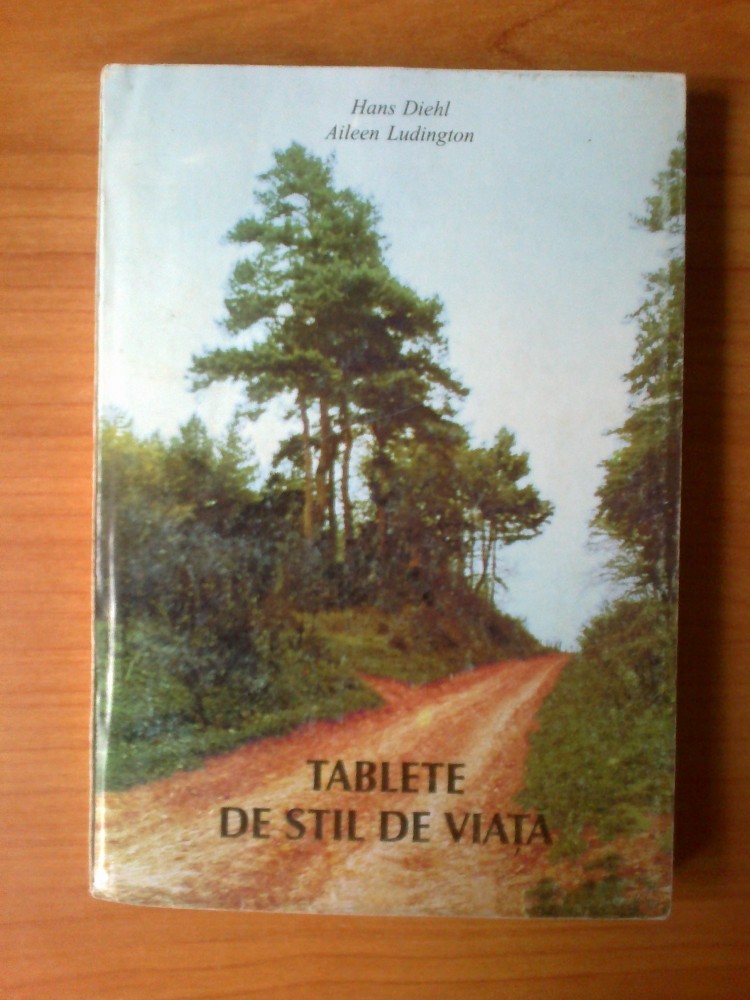 Hans Diehl
Aileen Ludington
TABLETE
DE STIL DE VIAȚA